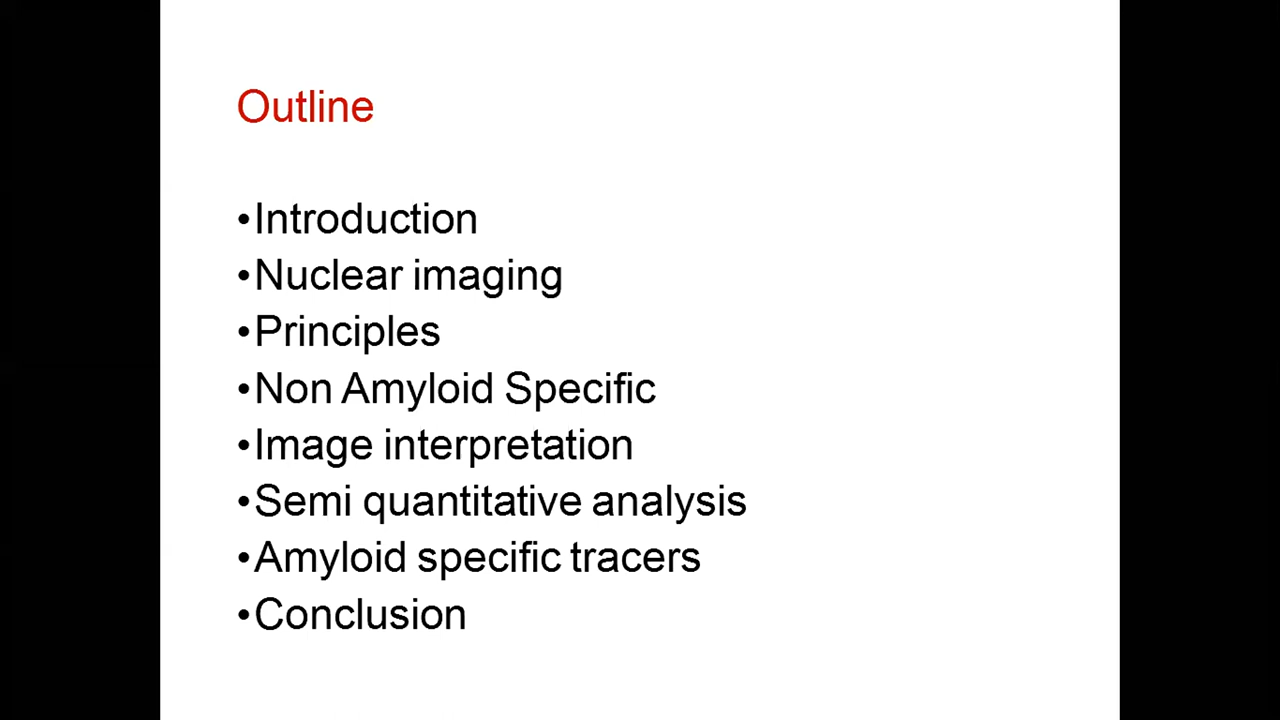 Outline
•Introduction
•Nuclear imaging
•Principles
•Non Amyloid Specific
•Image interpretation
•Semi quantitative analysis
•Amyloid specific tracers
•Conclusion